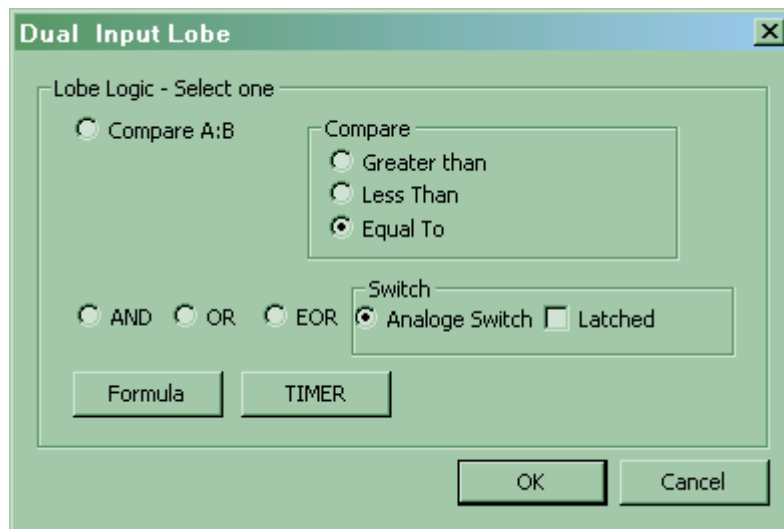 Dual Input Lobe
Lobe Logic - Select one
Compare A:B
Compare
Greater than
Less Than
Equal To
Switch
AND OR EOR Analoge Switch Latched
Formula TIMER
OK Cancel